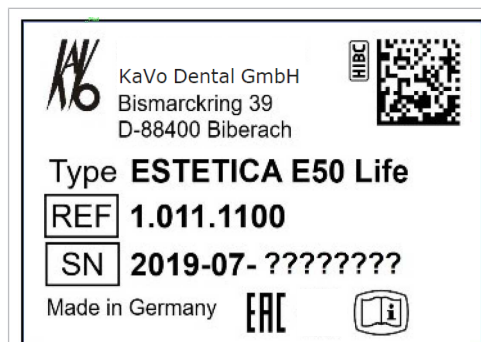 KaVo
KaVo Dental GmbH
HIBC
Bismarckring 39
D-88400 Biberach
Type ESTETICA E50 Life
REF 1.011.1100
SN 2019-07- ????????
Made in Germany EAC i